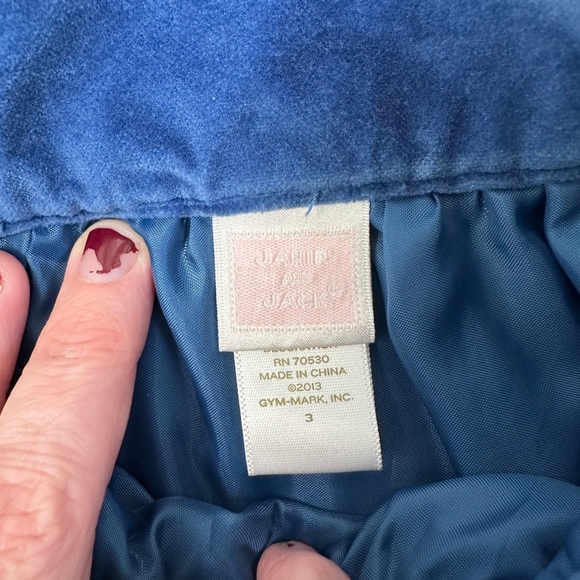 JANIE
AND
JACK
RN 70530
MADE IN CHINA
©2013
GYM-MARK, INC.
3